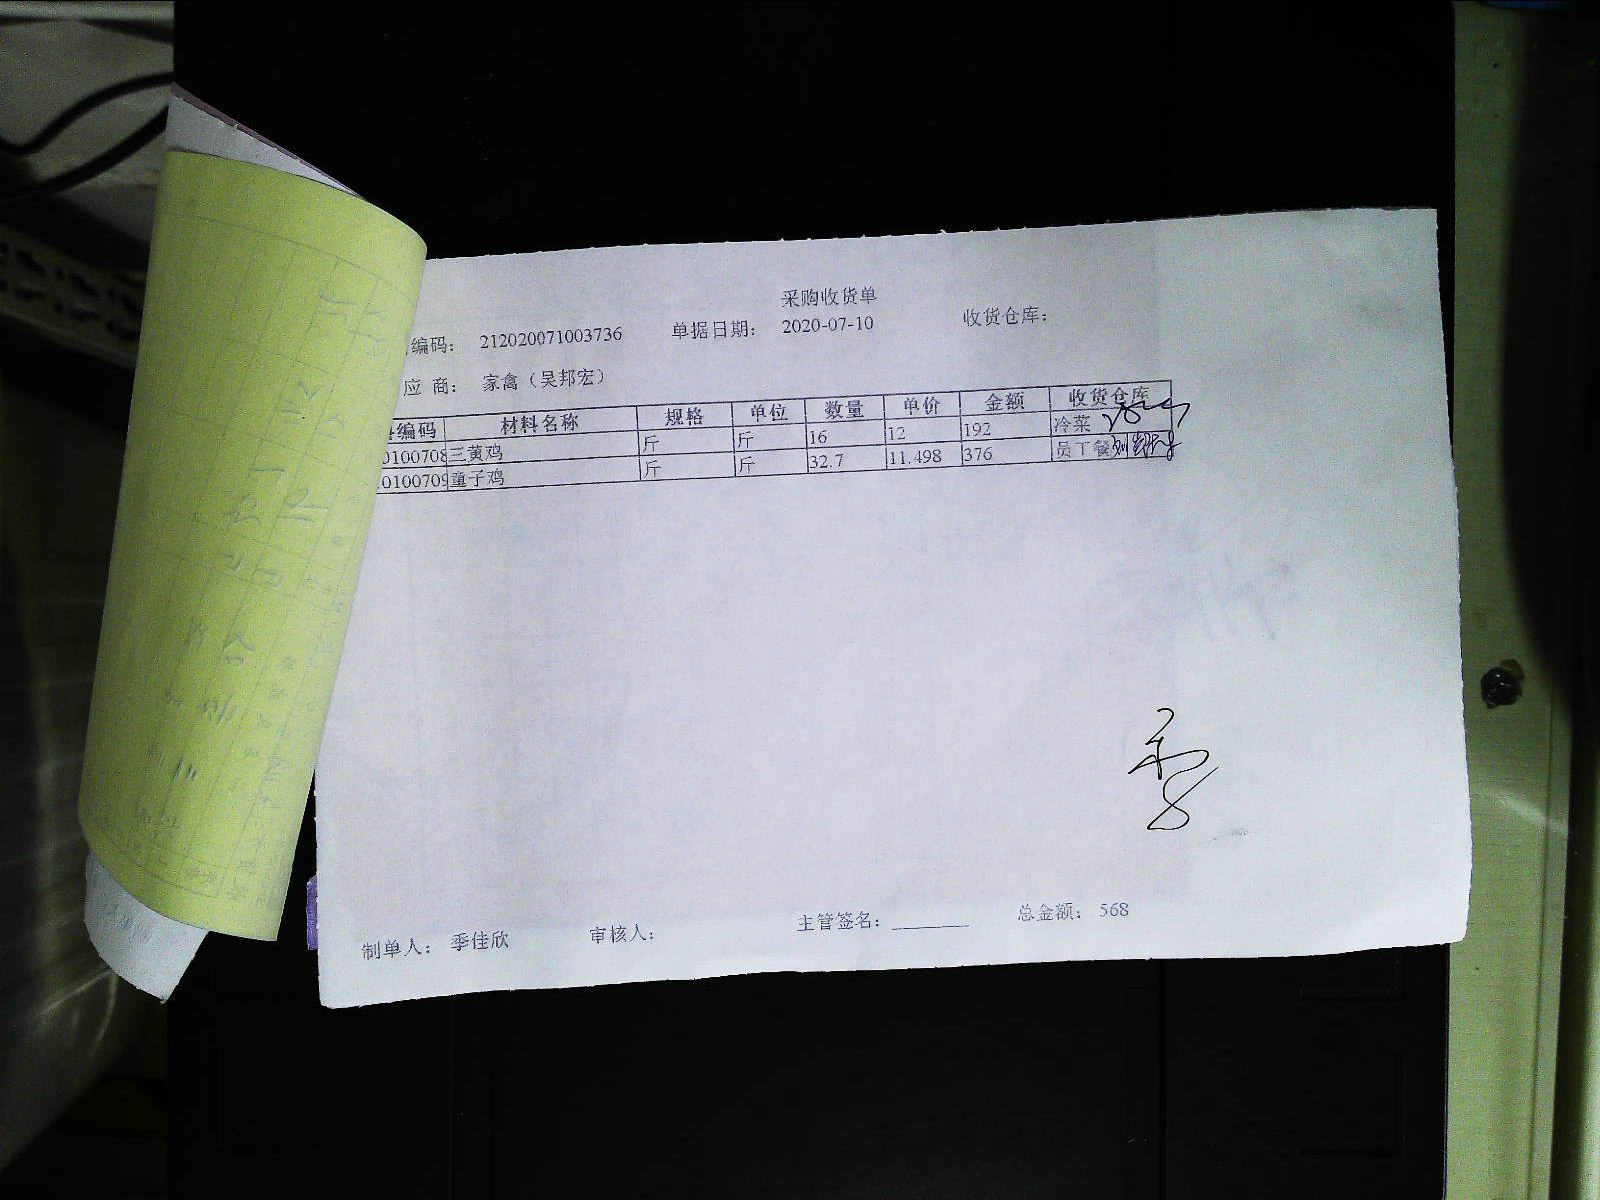 采购收货单
编码： 212020071003736 单据日期： 2020-07-10 收货仓库：
应 商： 家禽（吴邦宏）
编码 材料名称 规格 单位 数量 单价 金额 收货仓库
0100708 三黄鸡 斤 斤 16 12 192 冷菜
0100709 童子鸡 斤 斤 32.7 11.498 376 员工餐
制单人： 季佳欣 审核人： 主管签名： 总金额： 568